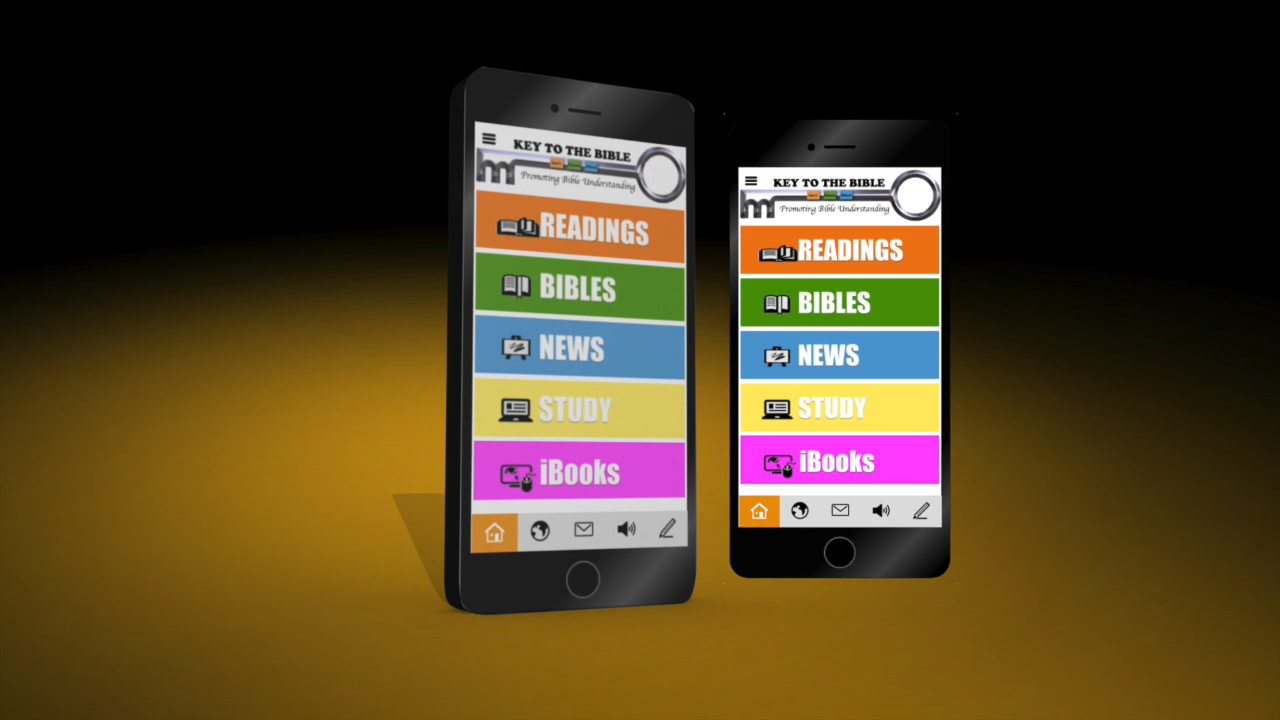 KEY TO THE BIBLE
Promoting Bible Understanding
READINGS
BIBLES
NEWS
STUDY
iBooks
KEY TO THE BIBLE
Promoting Bible Understanding
READINGS
BIBLES
NEWS
STUDY
iBooks